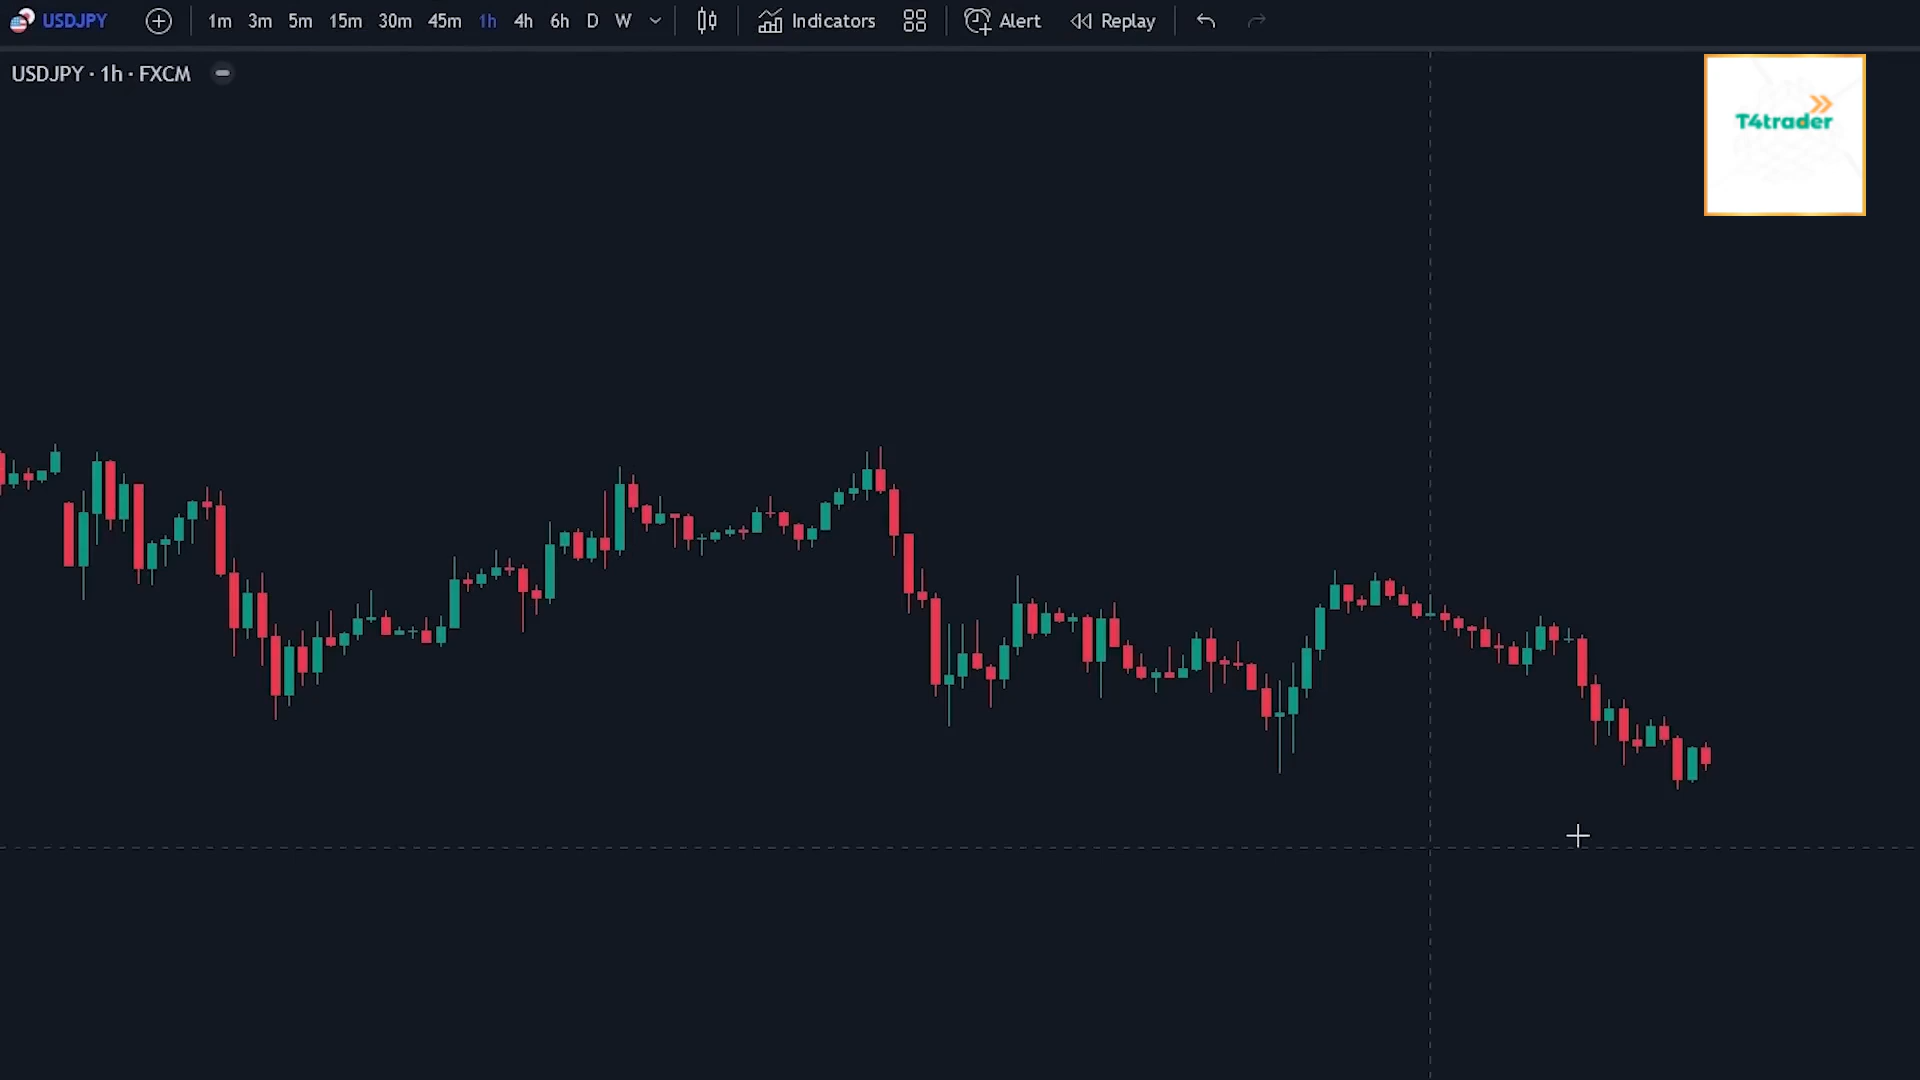 USDJPY 1m 3m 5m 15m 30m 45m 1h 4h 6h D W Indicators Alert Replay
USDJPY · 1h · FXCM
T4trader